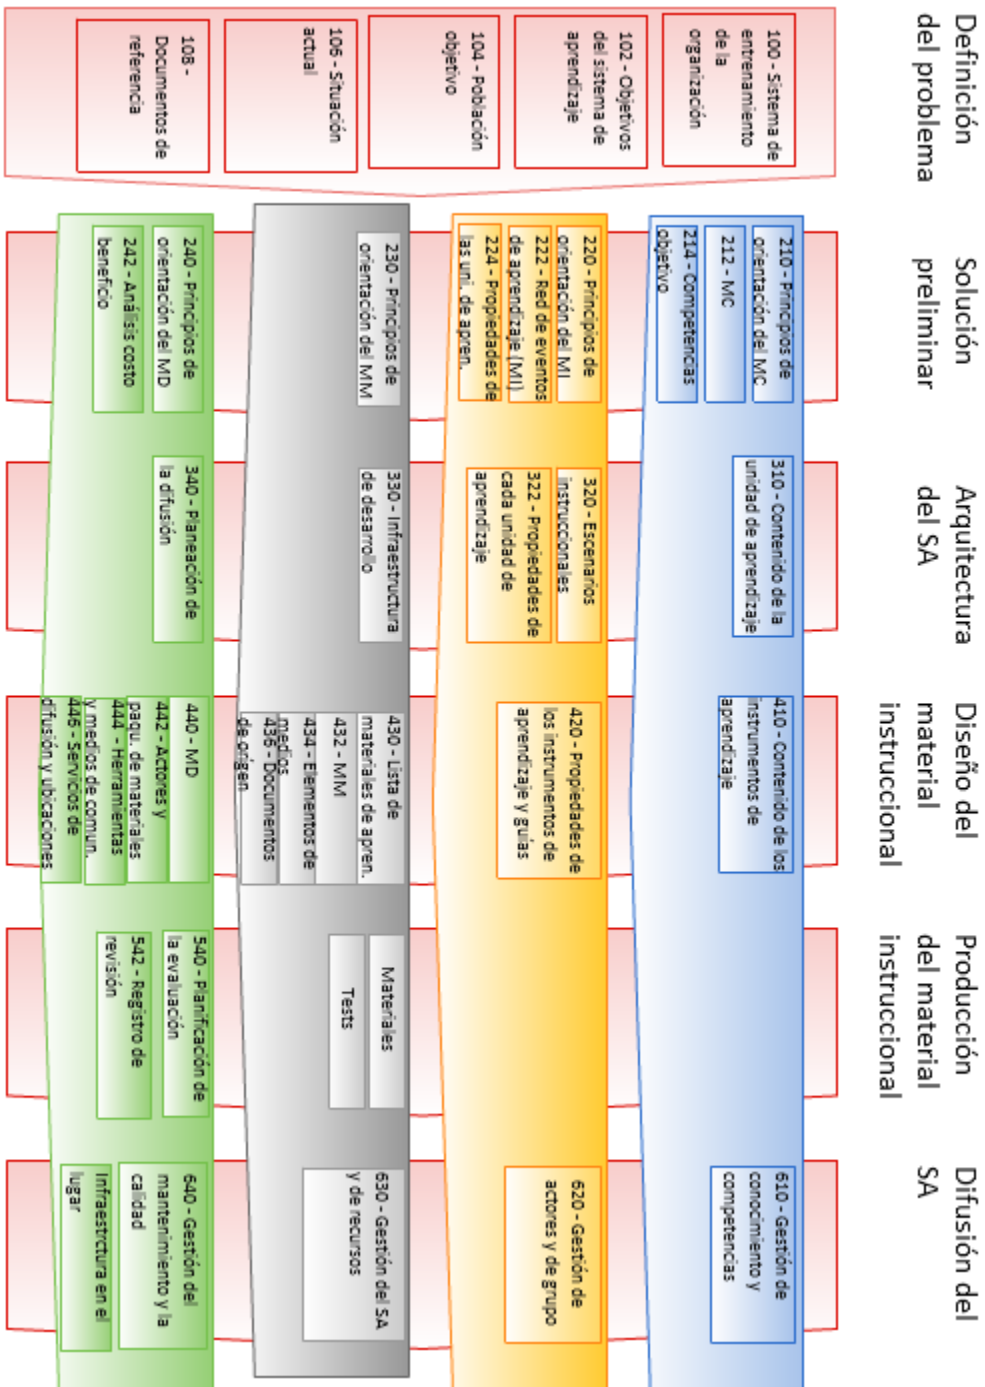 Definición
del problema
100 - Sistema de
entrenamiento
de la
organización
102 - Objetivos
del sistema de
aprendizaje
104 - Población
objetivo
106 - Situación
actual
108 -
Documentos de
referencia
Solución
preliminar
210 - Principios de
orientación del MC
212 - MC
214 - Competencias
objetivo
220 - Principios de
orientación del MI
222 - Red de eventos
de aprendizaje (MI)
224 - Propiedades de
las uni. de apren.
230 - Principios de
orientación del MM
240 - Principios de
orientación del MD
242 - Análisis costo
beneficio
Arquitectura
del SA
310 - Contenido de la
unidad de aprendizaje
320 - Escenarios
instruccionales
322 - Propiedades de
cada unidad de
aprendizaje
330 - Infraestructura
de desarrollo
340 - Planeación de
la difusión
Diseño del
material
instruccional
410 - Contenido de los
instrumentos de
aprendizaje
420 - Propiedades de
los instrumentos de
aprendizaje y guías
430 - Lista de
materiales de apren.
432 - MM
434 - Elementos de
medios
436 - Documentos
de origen
440 - MD
442 - Actores y
paqu. de materiales
444 - Herramientas
y medios de comun.
446 - Servicios de
difusión y ubicaciones
Producción
del material
instruccional
Materiales
Tests
540 - Planificación de
la evaluación
542 - Registro de
revisión
Difusión del
SA
610 - Gestión de
conocimiento y
competencias
620 - Gestión de
actores y de grupo
630 - Gestión del SA
y de recursos
640 - Gestión del
mantenimiento y la
calidad
Infraestrctura en el
lugar